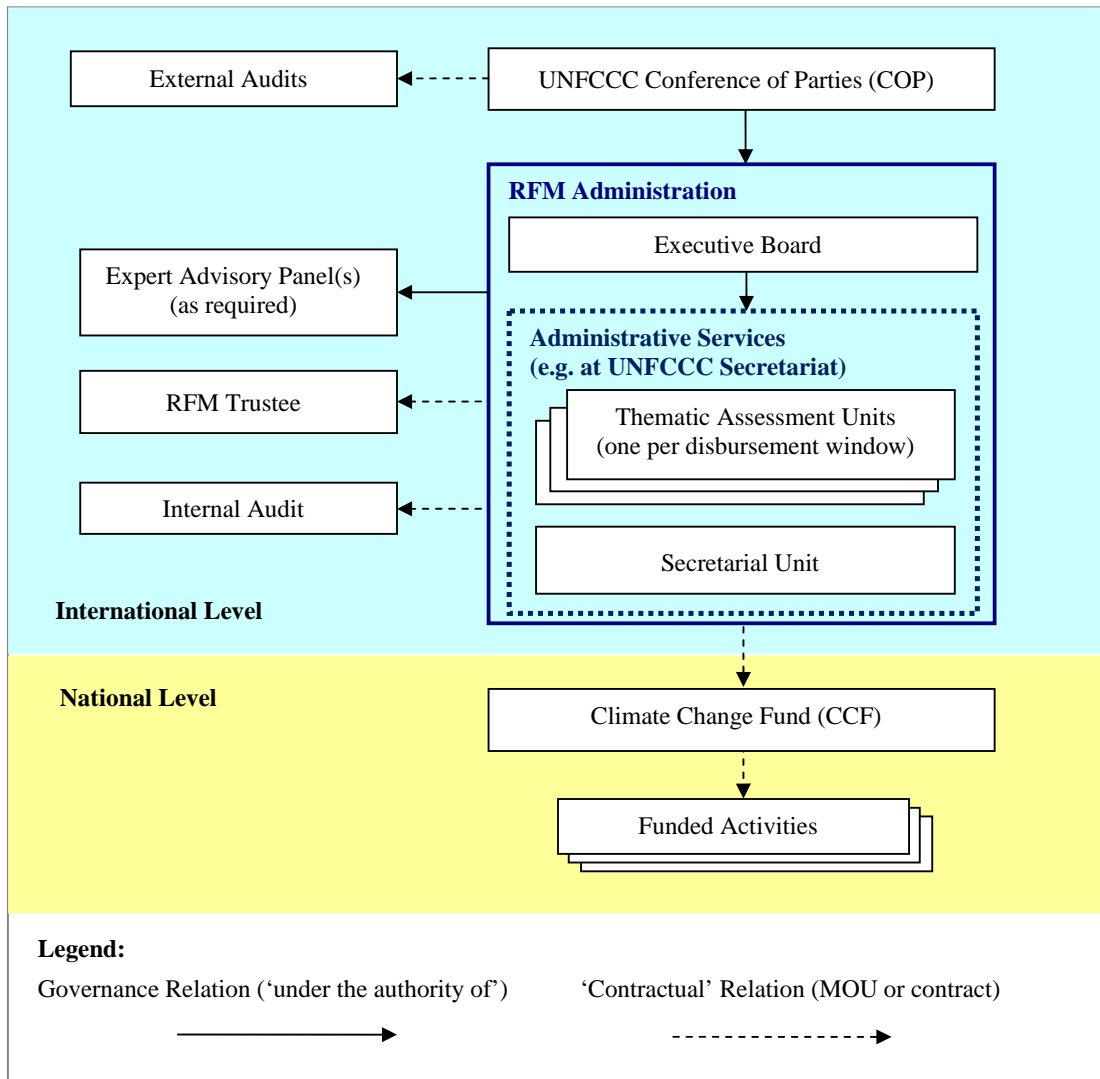 External Audits
UNFCCC Conference of Parties (COP)
RFM Administration
Executive Board
Expert Advisory Panel(s)
(as required)
Administrative Services
(e.g. at UNFCCC Secretariat)
RFM Trustee
Thematic Assessment Units
(one per disbursement window)
Internal Audit
Secretarial Unit
International Level
National Level
Climate Change Fund (CCF)
Funded Activities
Legend:
Governance Relation (‘under the authority of’)
‘Contractual’ Relation (MOU or contract)